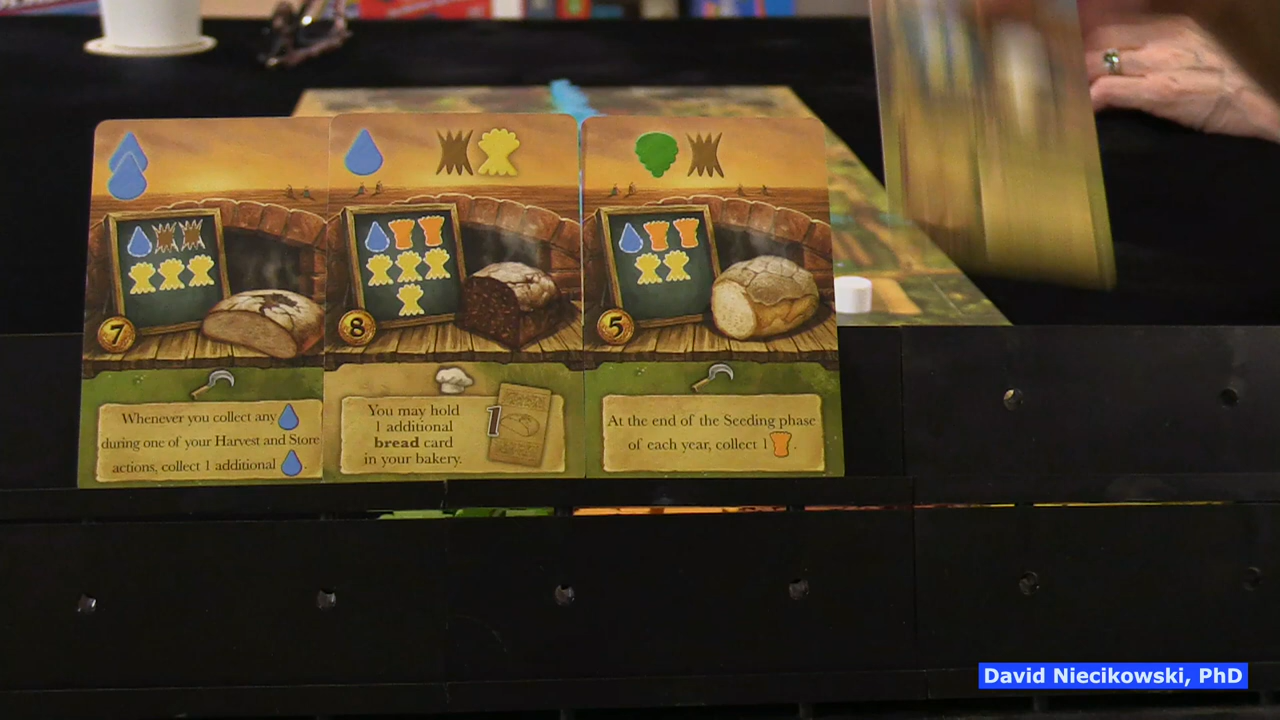 7
Whenever you collect any
during one of your Harvest and Store
actions, collect 1 additional .
8
You may hold
1 additional
bread card
in your bakery.
1
5
At the end of the Seeding phase
of each year, collect 1 .
David Niecikowski, PhD